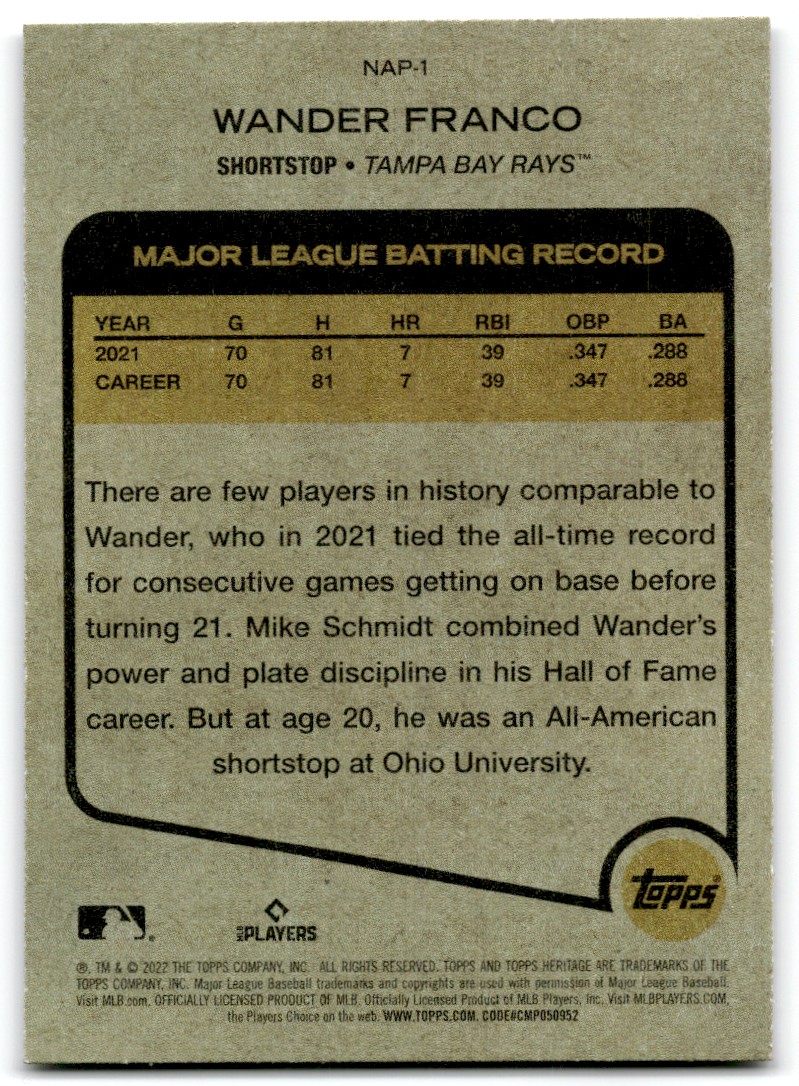 NAP-1
WANDER FRANCO
SHORTSTOP • TAMPA BAY RAYS™
MAJOR LEAGUE BATTING RECORD
YEAR G H HR RBI OBP BA
2021 70 81 7 39 .347 .288
CAREER 70 81 7 39 .347 .288
There are few players in history comparable to
Wander, who in 2021 tied the all-time record
for consecutive games getting on base before
turning 21. Mike Schmidt combined Wander's
power and plate discipline in his Hall of Fame
career. But at age 20, he was an All-American
shortstop at Ohio University.
Topps®
MLB PLAYERS
®, TM & © 2022 THE TOPPS COMPANY, INC. ALL RIGHTS RESERVED. TOPPS AND TOPPS HERITAGE ARE TRADEMARKS OF THE
TOPPS COMPANY, INC. Major League Baseball trademarks and copyrights are used with permission of Major League Baseball.
Visit MLB.com. OFFICIALLY LICENSED PRODUCT OF MLB. Officially Licensed Product of MLB Players, Inc. Visit MLBPLAYERS.COM,
the Players Choice on the web. WWW.TOPPS.COM. CODE#CMP050952